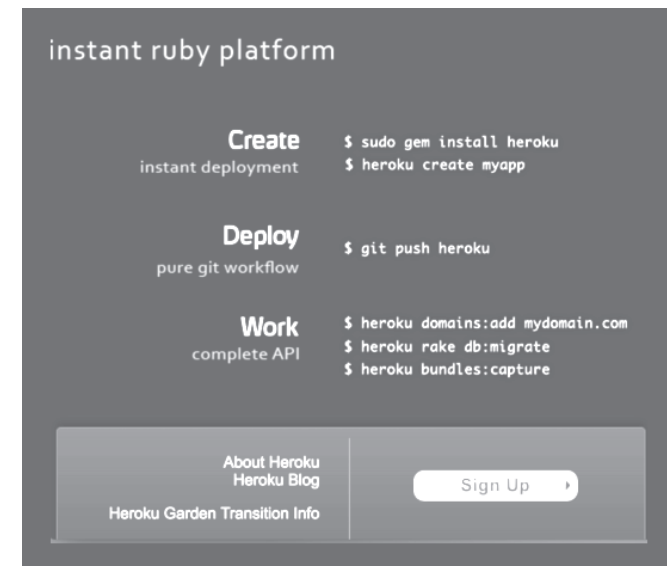 instant ruby platform
Create
instant deployment
$ sudo gem install heroku
$ heroku create myapp
Deploy
pure git workflow
$ git push heroku
Work
complete API
$ heroku domains:add mydomain.com
$ heroku rake db:migrate
$ heroku bundles:capture
About Heroku
Heroku Blog
Heroku Garden Transition Info
Sign Up